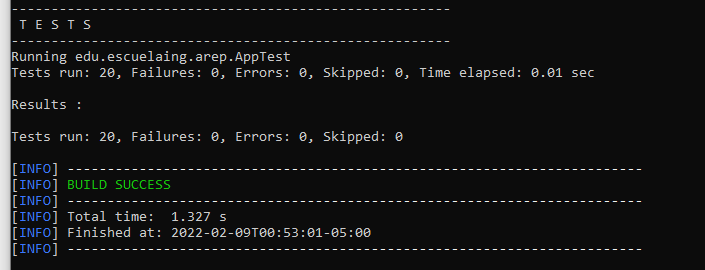 -----------------------------------------------------
 T E S T S
-----------------------------------------------------
Running edu.escuelaing.arep.AppTest
Tests run: 20, Failures: 0, Errors: 0, Skipped: 0, Time elapsed: 0.01 sec

Results :

Tests run: 20, Failures: 0, Errors: 0, Skipped: 0

[INFO] ---------------------------------------------------------------------
[INFO] BUILD SUCCESS
[INFO] ---------------------------------------------------------------------
[INFO] Total time:  1.327 s
[INFO] Finished at: 2022-02-09T00:53:01-05:00
[INFO] ---------------------------------------------------------------------